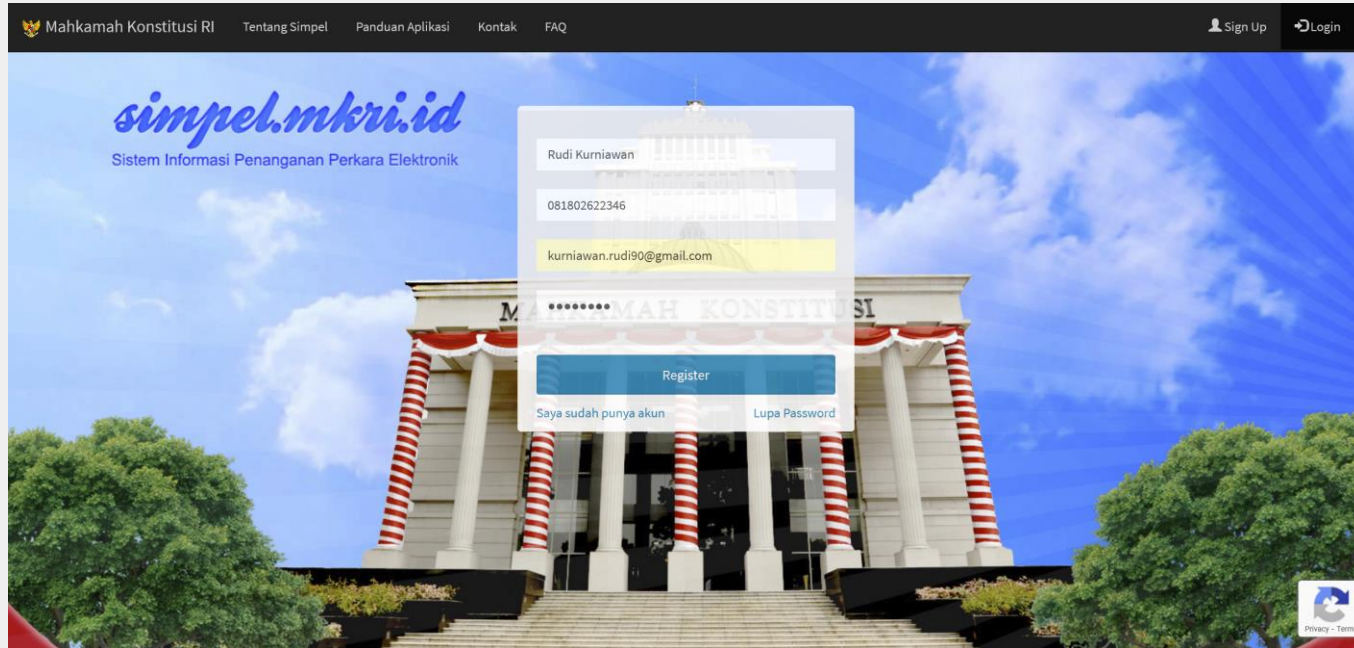 Mahkamah Konstitusi RI Tentang Simpel Panduan Aplikasi Kontak FAQ Sign Up Login
simpel.mkri.id
Sistem Informasi Penanganan Perkara Elektronik
Rudi Kurniawan
081802622346
kurniawan.rudi90@gmail.com
••••••••
MAHKAMAH KONSTITUSI
Register
Saya sudah punya akun Lupa Password
Privacy - Term